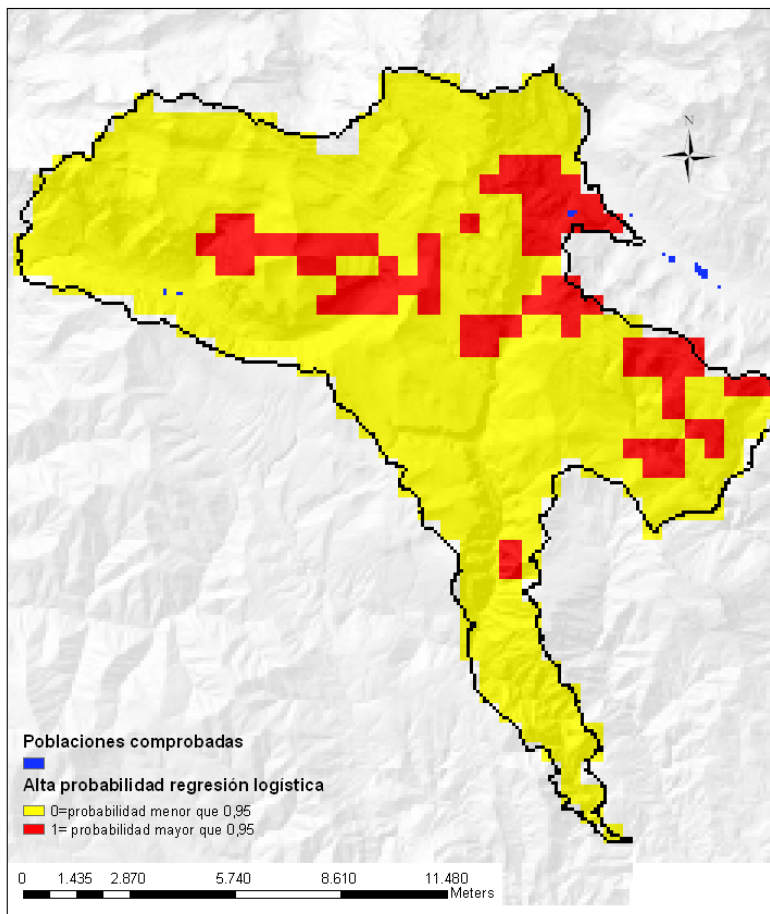 N
Poblaciones comprobadas
Alta probabilidad regresión logística
0=probabilidad menor que 0,95
1= probabilidad mayor que 0,95
0 1.435 2.870 5.740 8.610 11.480
Meters